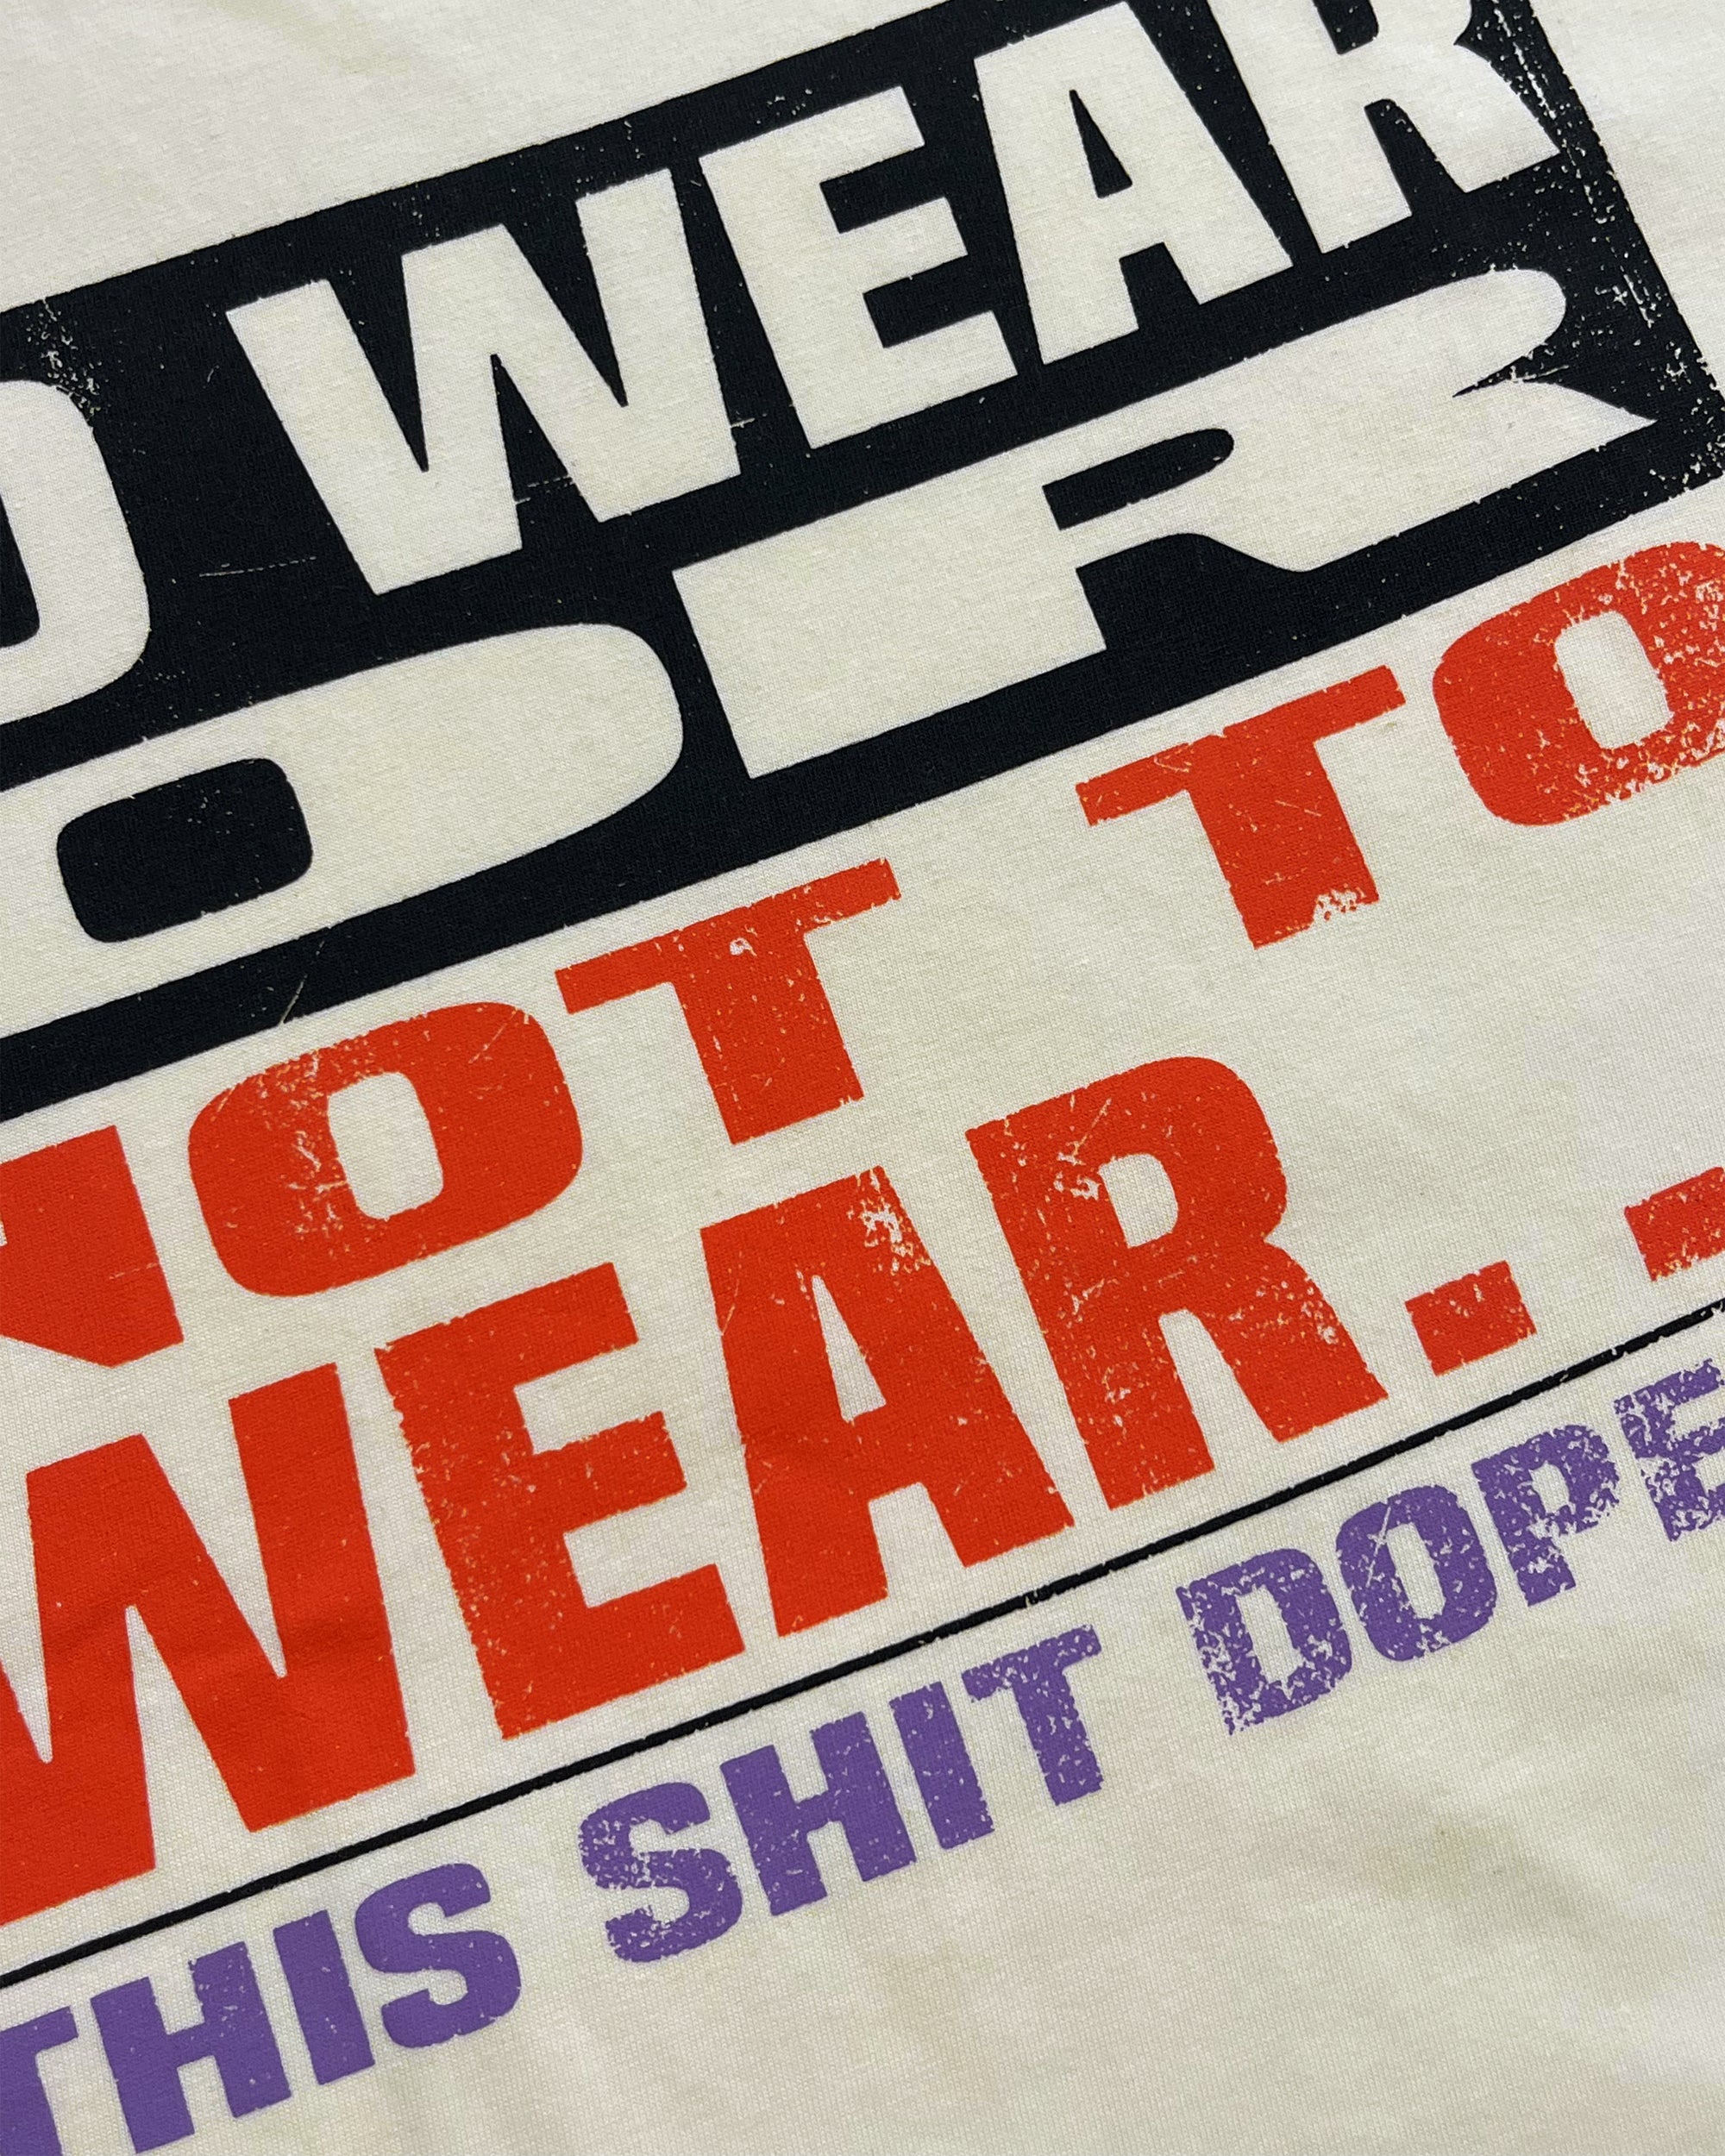 O WEAR
OR
NOT TO
WEAR. .
THIS SHIT DOPE